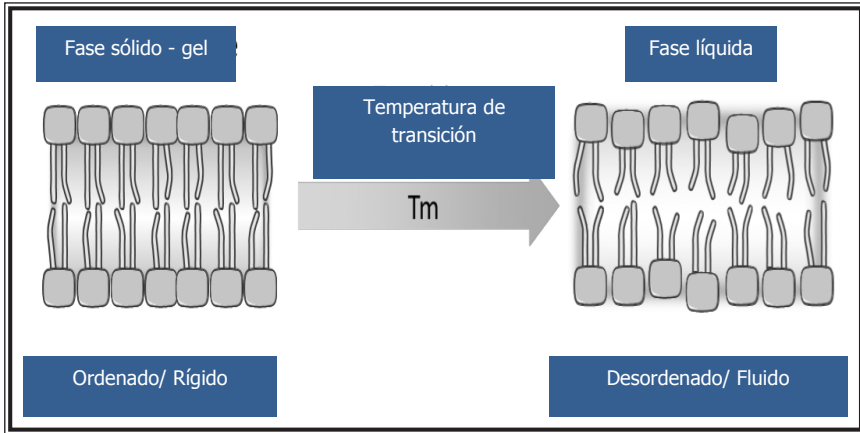 Fase sólido - gel
Fase líquida
Temperatura de
transición
Tm
Ordenado/ Rígido
Desordenado/ Fluido